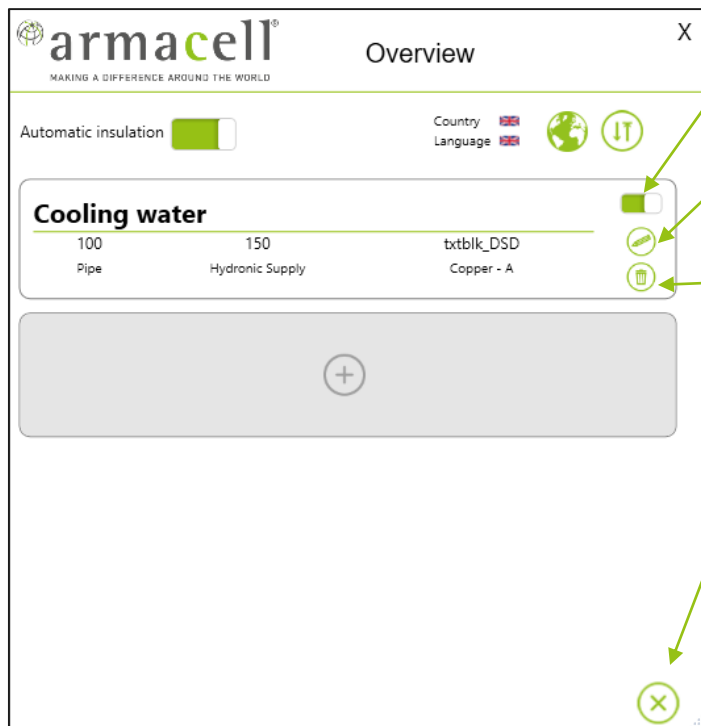 armacell®
MAKING A DIFFERENCE AROUND THE WORLD
Overview
X
Automatic insulation
Country
Language
Cooling water
100 150 txtblk_DSD
Pipe Hydronic Supply Copper - A